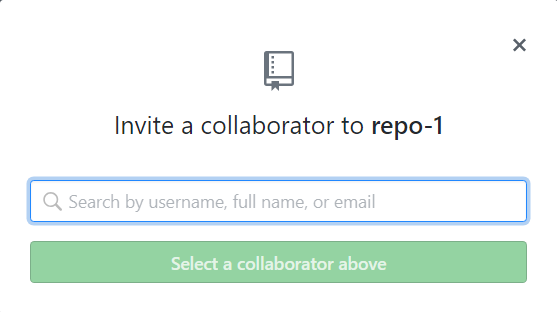 Invite a collaborator to repo-1
Search by username, full name, or email
Select a collaborator above